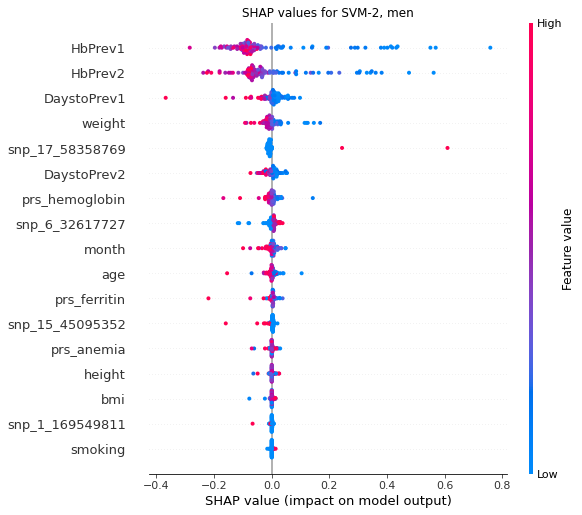 SHAP values for SVM-2, men
High
HbPrev1
HbPrev2
DaystoPrev1
weight
snp_17_58358769
DaystoPrev2
prs_hemoglobin
snp_6_32617727
month
age
prs_ferritin
snp_15_45095352
prs_anemia
height
bmi
snp_1_169549811
smoking
Feature value
Low
−0.4 −0.2 0.0 0.2 0.4 0.6 0.8
SHAP value (impact on model output)